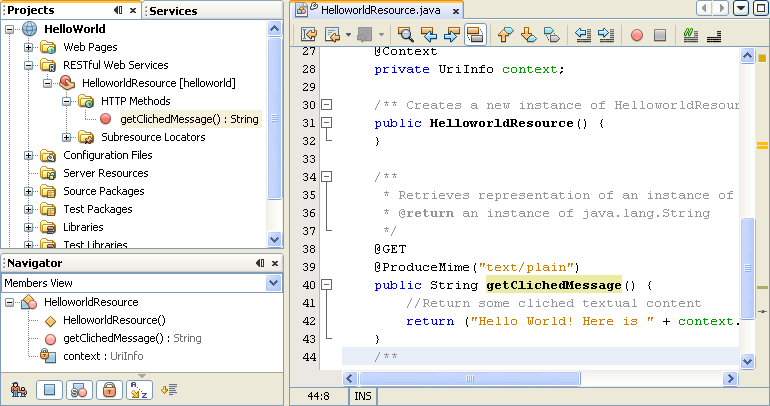 Projects
Services
HelloWorld
Web Pages
RESTful Web Services
HelloworldResource [helloworld]
HTTP Methods
getClichedMessage() : String
Subresource Locators
Configuration Files
Server Resources
Source Packages
Test Packages
Libraries
Test Libraries
Navigator
Members View
HelloworldResource
HelloworldResource()
getClichedMessage() : String
context : UriInfo
HelloworldResource.java
27 @Context
28 private UriInfo context;
29
30 /** Creates a new instance of HelloworldResour
31 public HelloworldResource() {
32 }
33
34 /**
35 * Retrieves representation of an instance of
36 * @return an instance of java.lang.String
37 */
38 @GET
39 @ProduceMime("text/plain")
40 public String getClichedMessage() {
41 //Return some cliched textual content
42 return ("Hello World! Here is " + context.
43 }
44 /**
44:8 INS